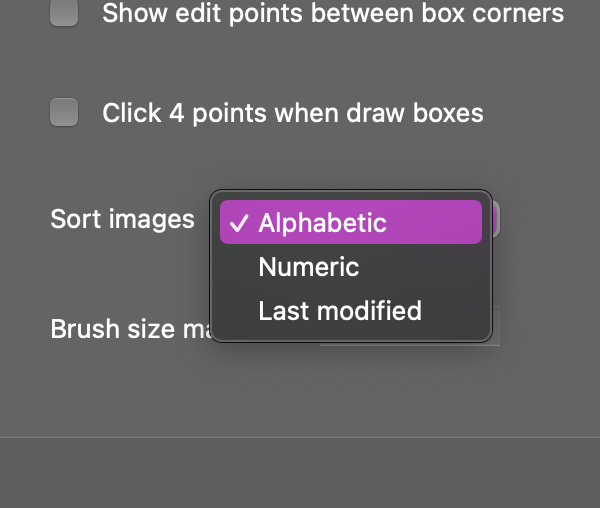 Show edit points between box corners
Click 4 points when draw boxes
Sort images
Alphabetic
Numeric
Last modified
Brush size